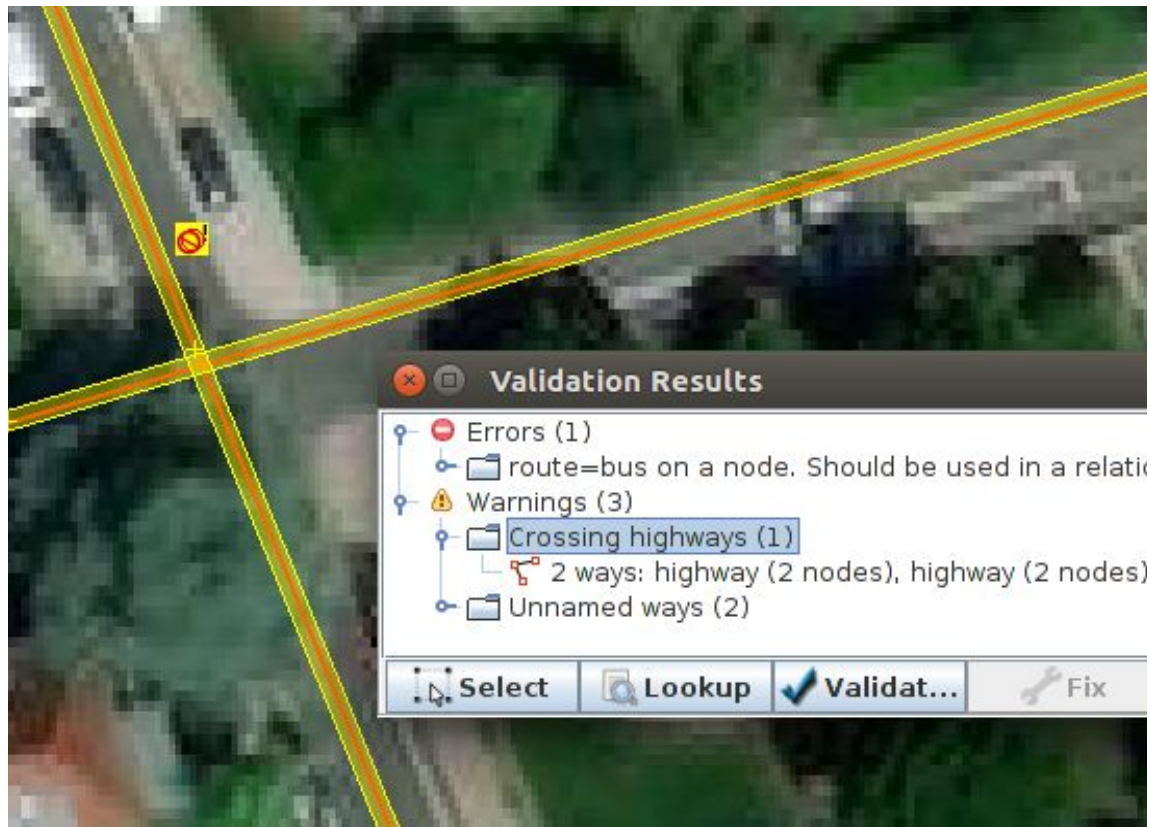 Validation Results
Errors (1)
route=bus on a node. Should be used in a relatio
Warnings (3)
Crossing highways (1)
2 ways: highway (2 nodes), highway (2 nodes)
Unnamed ways (2)
Select Lookup Validat... Fix